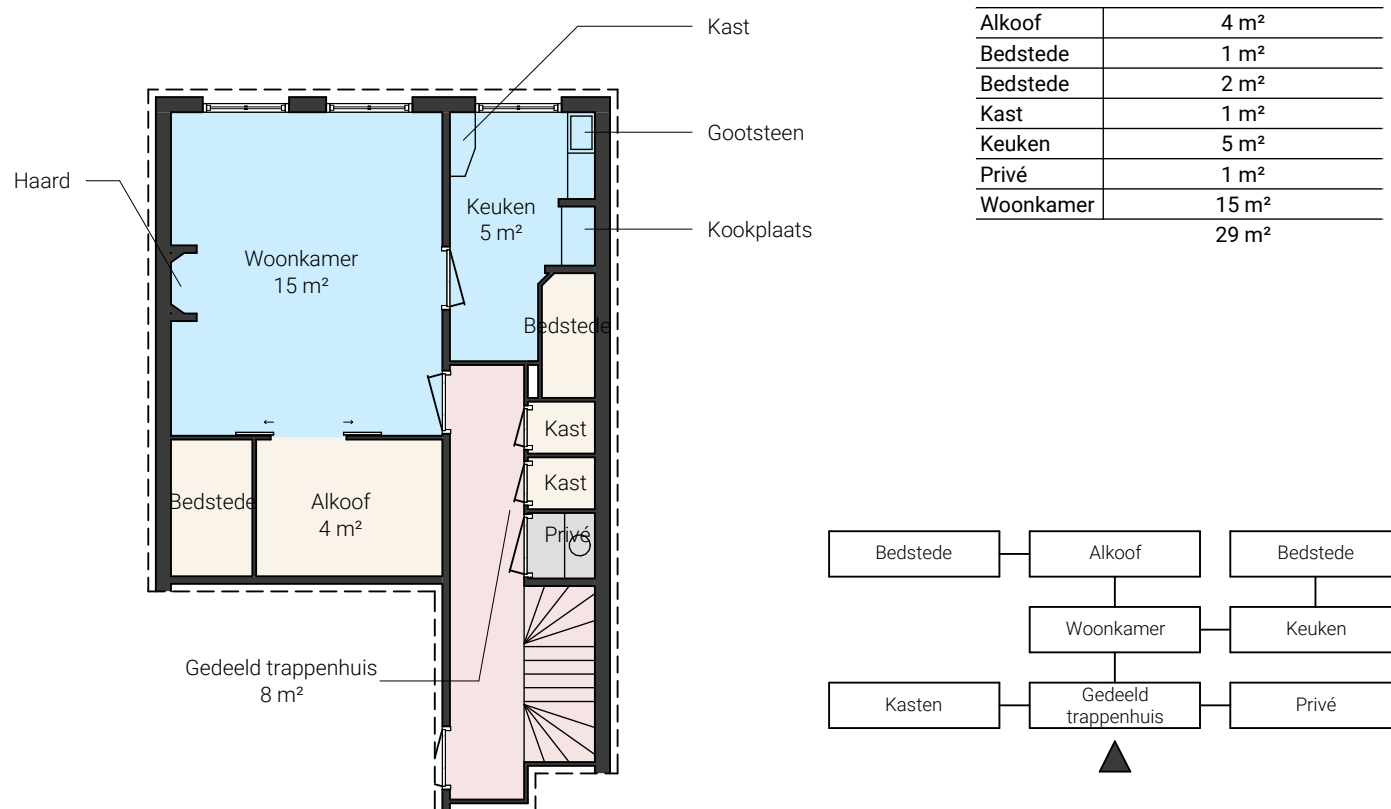 Kast
Gootsteen
Haard
Keuken
5 m²
Kookplaats
Woonkamer
15 m²
Bedstede
Kast
Kast
Bedstede
Alkoof
4 m²
Privé
Gedeeld trappenhuis
8 m²
Alkoof 4 m²
Bedstede 1 m²
Bedstede 2 m²
Kast 1 m²
Keuken 5 m²
Privé 1 m²
Woonkamer 15 m²
29 m²
Bedstede Alkoof Bedstede
Woonkamer Keuken
Kasten Gedeeld trappenhuis Privé